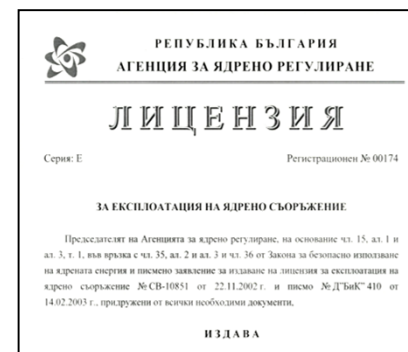 РЕПУБЛИКА БЪЛГАРИЯ
АГЕНЦИЯ ЗА ЯДРЕНО РЕГУЛИРАНЕ
ЛИЦЕНЗИЯ
Серия: Е Регистрационен № 00174
ЗА ЕКСПЛОАТАЦИЯ НА ЯДРЕНО СЪОРЪЖЕНИЕ
Председателят на Агенцията за ядрено регулиране, на основание чл. 15, ал. 1 и
ал. 3, т. 1, във връзка с чл. 35, ал. 2 и ал. 3 и чл. 36 от Закона за безопасно използване
на ядрената енергия и писмено заявление за издаване на лицензия за експлоатация на
ядрено съоръжение № СВ-10851 от 22.11.2002 г. и писмо № Д"БиК" 410 от
14.02.2003 г., придружени от всички необходими документи,
ИЗДАВА